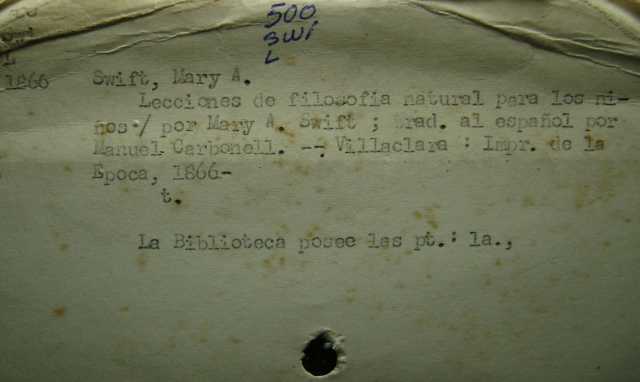 500
SWi
L
L
1866
Swift, Mary A.
Lecciones de filosofía natural para los ni-
ños / por Mary A. Swift ; trad. al español por
Manuel Carbonell. -- Villaclara : Impr. de la
Epoca, 1866-
t.
La Biblioteca posee las pt.: 1a.,